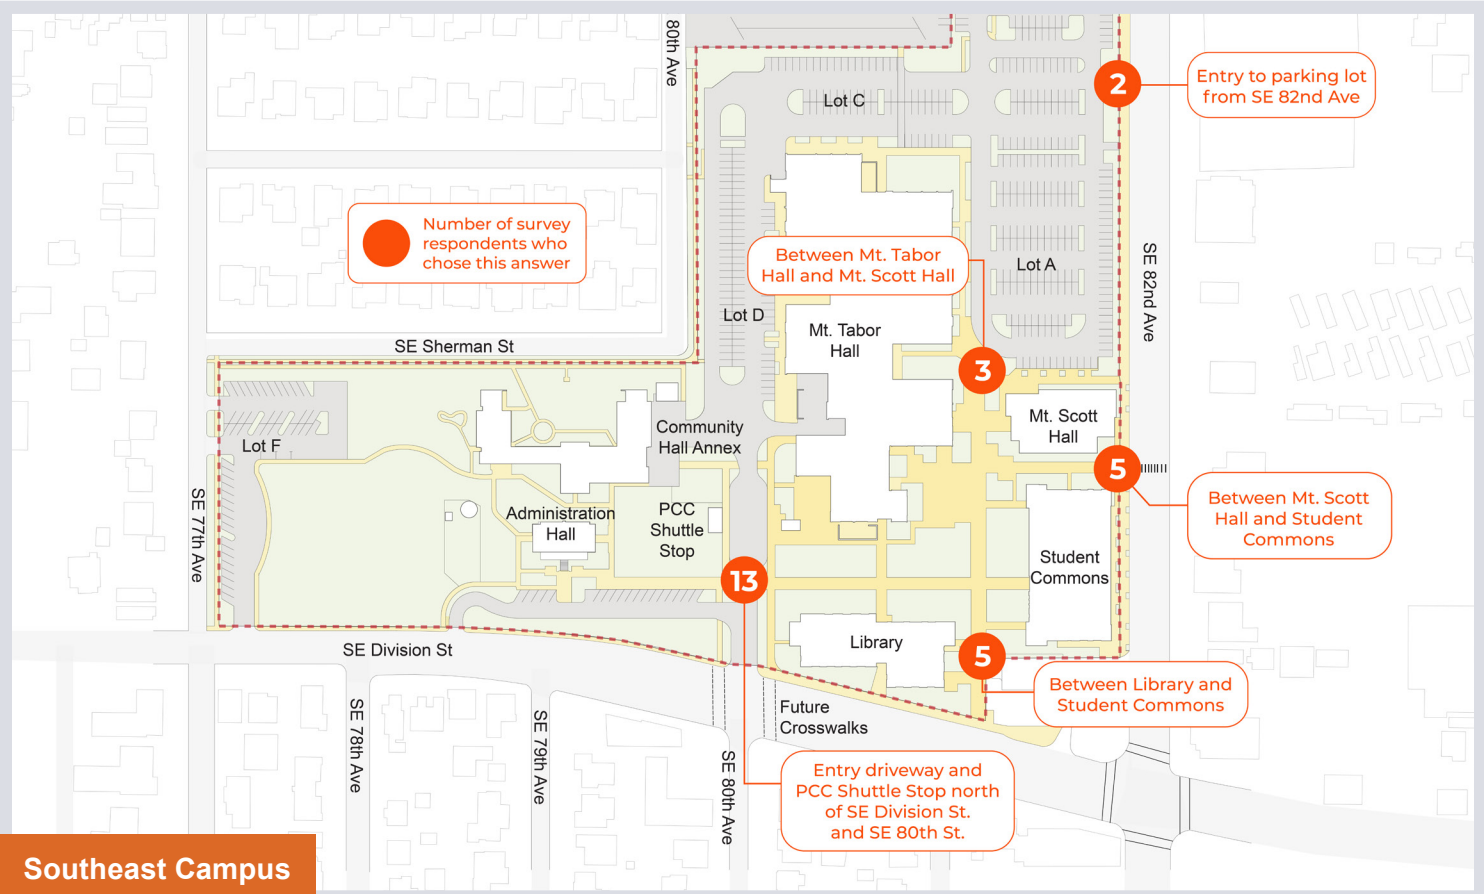 80th Ave
2
Entry to parking lot
from SE 82nd Ave
Lot C
Number of survey
respondents who
chose this answer
Between Mt. Tabor
Hall and Mt. Scott Hall
Lot A
SE 82nd Ave
Lot D
Mt. Tabor
Hall
SE Sherman St
3
Mt. Scott
Hall
Community
Hall Annex
Lot F
5
Between Mt. Scott
Hall and Student
Commons
SE 77th Ave
Administration
Hall
PCC
Shuttle
Stop
Student
Commons
13
Library
5
SE Division St
Between Library and
Student Commons
Future
Crosswalks
SE 78th Ave
SE 79th Ave
SE 80th Ave
Entry driveway and
PCC Shuttle Stop north
of SE Division St.
and SE 80th St.
Southeast Campus